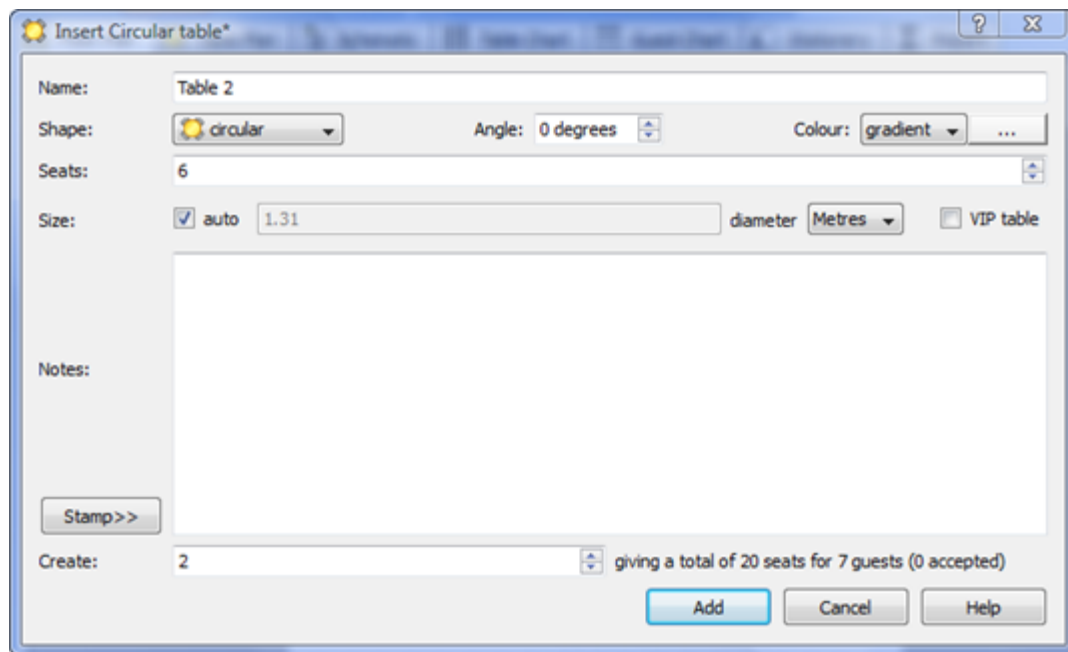 Insert Circular table*
Name: Table 2
Shape: circular Angle: 0 degrees Colour: gradient ...
Seats: 6
Size: auto 1.31 diameter Metres VIP table
Notes:
Stamp>>
Create: 2 giving a total of 20 seats for 7 guests (0 accepted)
Add Cancel Help